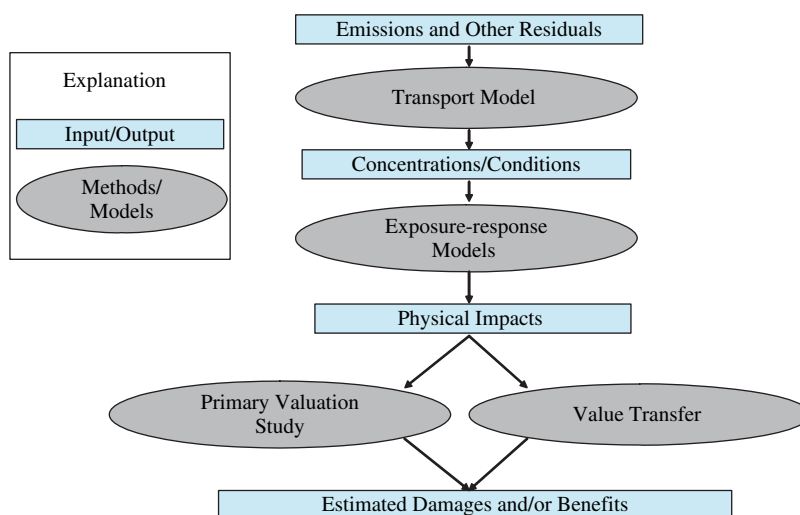 Emissions and Other Residuals
Explanation
Input/Output
Methods/
Models
Transport Model
Concentrations/Conditions
Exposure-response
Models
Physical Impacts
Primary Valuation
Study
Value Transfer
Estimated Damages and/or Benefits